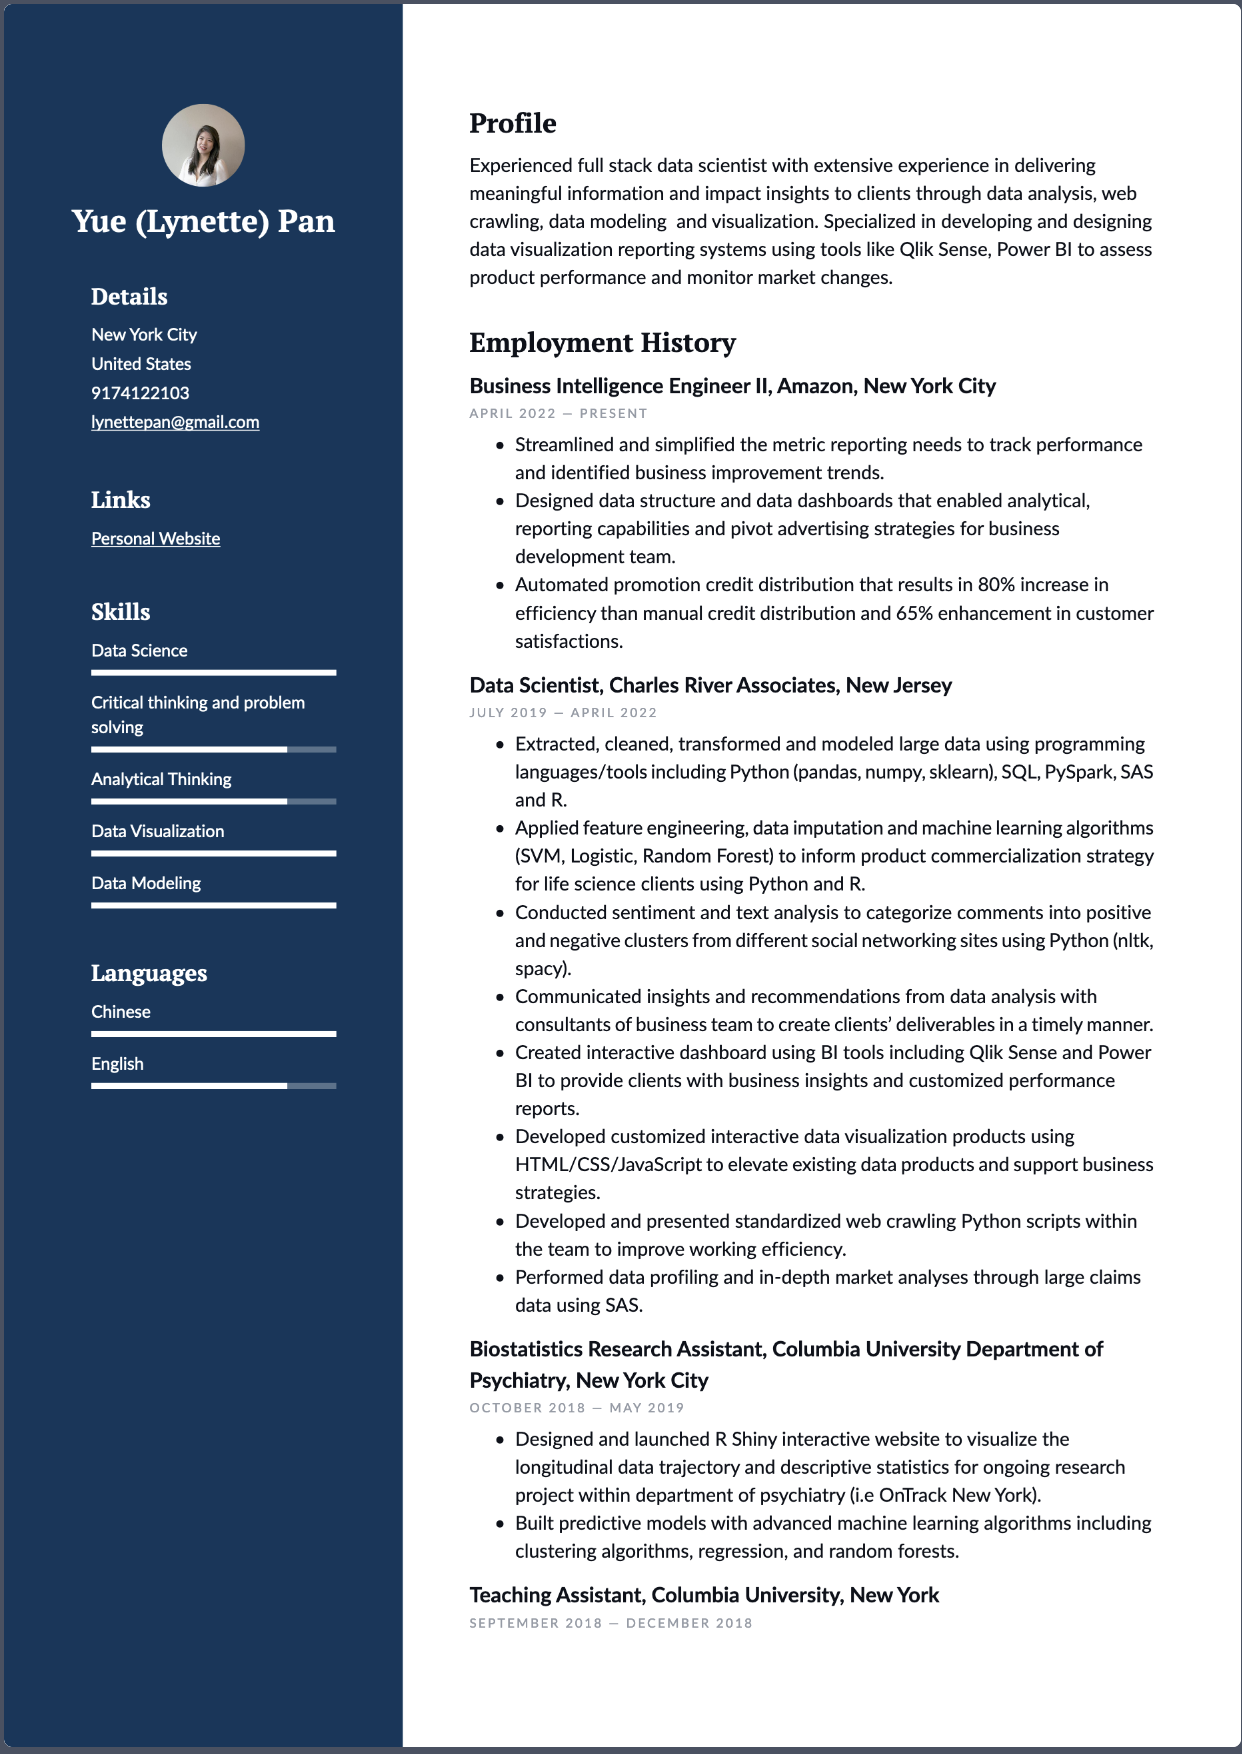 Yue (Lynette) Pan
Details
New York City
United States
9174122103
lynettepan@gmail.com
Links
Personal Website
Skills
Data Science
Critical thinking and problem
solving
Analytical Thinking
Data Visualization
Data Modeling
Languages
Chinese
English
Profile
Experienced full stack data scientist with extensive experience in delivering
meaningful information and impact insights to clients through data analysis, web
crawling, data modeling  and visualization. Specialized in developing and designing
data visualization reporting systems using tools like Qlik Sense, Power BI to assess
product performance and monitor market changes.
Employment History
Business Intelligence Engineer II, Amazon, New York City
APRIL 2022 — PRESENT
• Streamlined and simplified the metric reporting needs to track performance
and identified business improvement trends.
• Designed data structure and data dashboards that enabled analytical,
reporting capabilities and pivot advertising strategies for business
development team.
• Automated promotion credit distribution that results in 80% increase in
efficiency than manual credit distribution and 65% enhancement in customer
satisfactions.
Data Scientist, Charles River Associates, New Jersey
JULY 2019 — APRIL 2022
• Extracted, cleaned, transformed and modeled large data using programming
languages/tools including Python (pandas, numpy, sklearn), SQL, PySpark, SAS
and R.
• Applied feature engineering, data imputation and machine learning algorithms
(SVM, Logistic, Random Forest) to inform product commercialization strategy
for life science clients using Python and R.
• Conducted sentiment and text analysis to categorize comments into positive
and negative clusters from different social networking sites using Python (nltk,
spacy).
• Communicated insights and recommendations from data analysis with
consultants of business team to create clients’ deliverables in a timely manner.
• Created interactive dashboard using BI tools including Qlik Sense and Power
BI to provide clients with business insights and customized performance
reports.
• Developed customized interactive data visualization products using
HTML/CSS/JavaScript to elevate existing data products and support business
strategies.
• Developed and presented standardized web crawling Python scripts within
the team to improve working efficiency.
• Performed data profiling and in-depth market analyses through large claims
data using SAS.
Biostatistics Research Assistant, Columbia University Department of
Psychiatry, New York City
OCTOBER 2018 — MAY 2019
• Designed and launched R Shiny interactive website to visualize the
longitudinal data trajectory and descriptive statistics for ongoing research
project within department of psychiatry (i.e OnTrack New York).
• Built predictive models with advanced machine learning algorithms including
clustering algorithms, regression, and random forests.
Teaching Assistant, Columbia University, New York
SEPTEMBER 2018 — DECEMBER 2018